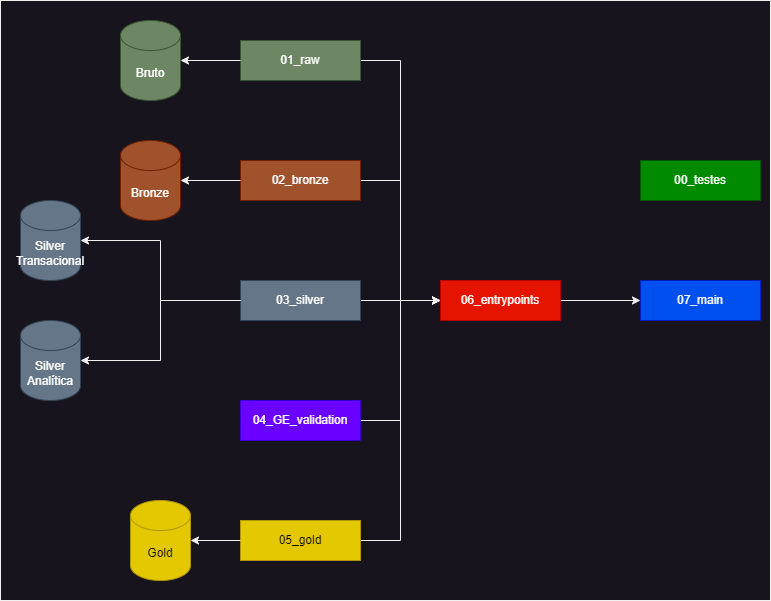 01_raw
Bruto
02_bronze
Bronze
00_testes
Silver
Transacional
03_silver
06_entrypoints
07_main
Silver
Analítica
04_GE_validation
05_gold
Gold